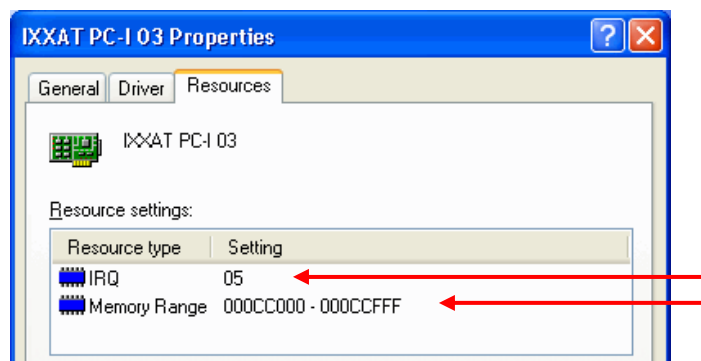 IXXAT PC-I 03 Properties
General Driver Resources
IXXAT PC-I 03
Resource settings:
Resource type Setting
IRQ 05
Memory Range 000CC000 - 000CCFFF